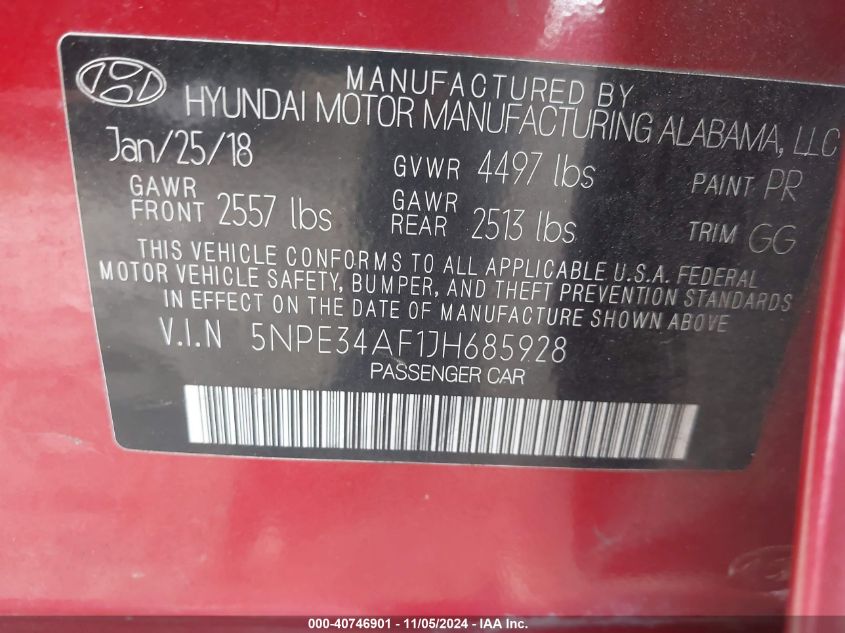 MANUFACTURED BY
HYUNDAI MOTOR MANUFACTURING ALABAMA, LLC
Jan/25/18 GVWR 4497 lbs PAINT PR
GAWR FRONT 2557 lbs GAWR REAR 2513 lbs TRIM GG
THIS VEHICLE CONFORMS TO ALL APPLICABLE U.S.A. FEDERAL
MOTOR VEHICLE SAFETY, BUMPER, AND THEFT PREVENTION STANDARDS
IN EFFECT ON THE DATE OF MANUFACTURE SHOWN ABOVE.
V.I.N 5NPE34AF1JH685928
PASSENGER CAR
000-40746901 - 11/05/2024 - IAA Inc.